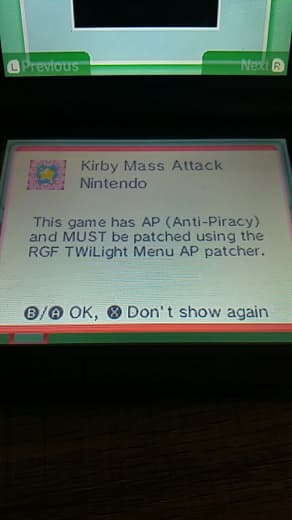 L Previous
Next R
Kirby Mass Attack
Nintendo
This game has AP (Anti-Piracy)
and MUST be patched using the
RGF TWiLight Menu AP patcher.
B/A OK, X Don't show again